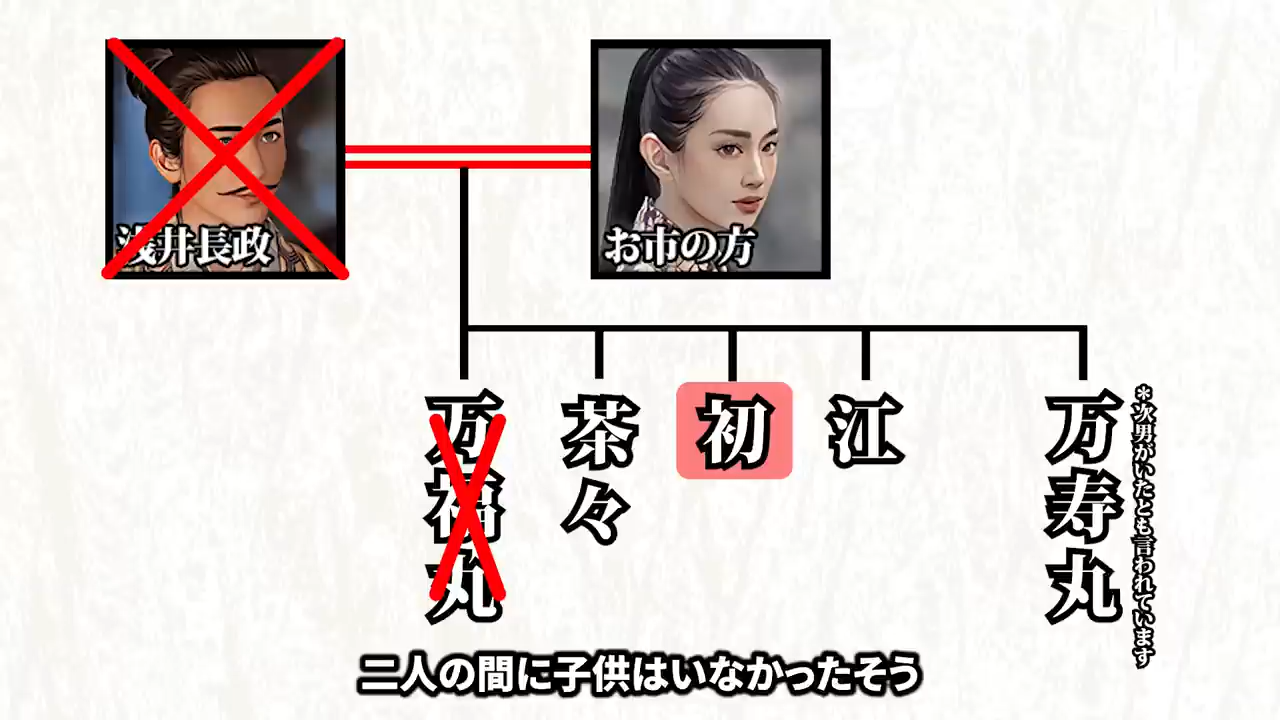 浅井長政
お市の方
万福丸
茶々
初
江
万寿丸
＊次男がいたとも言われています
二人の間に子供はいなかったそう